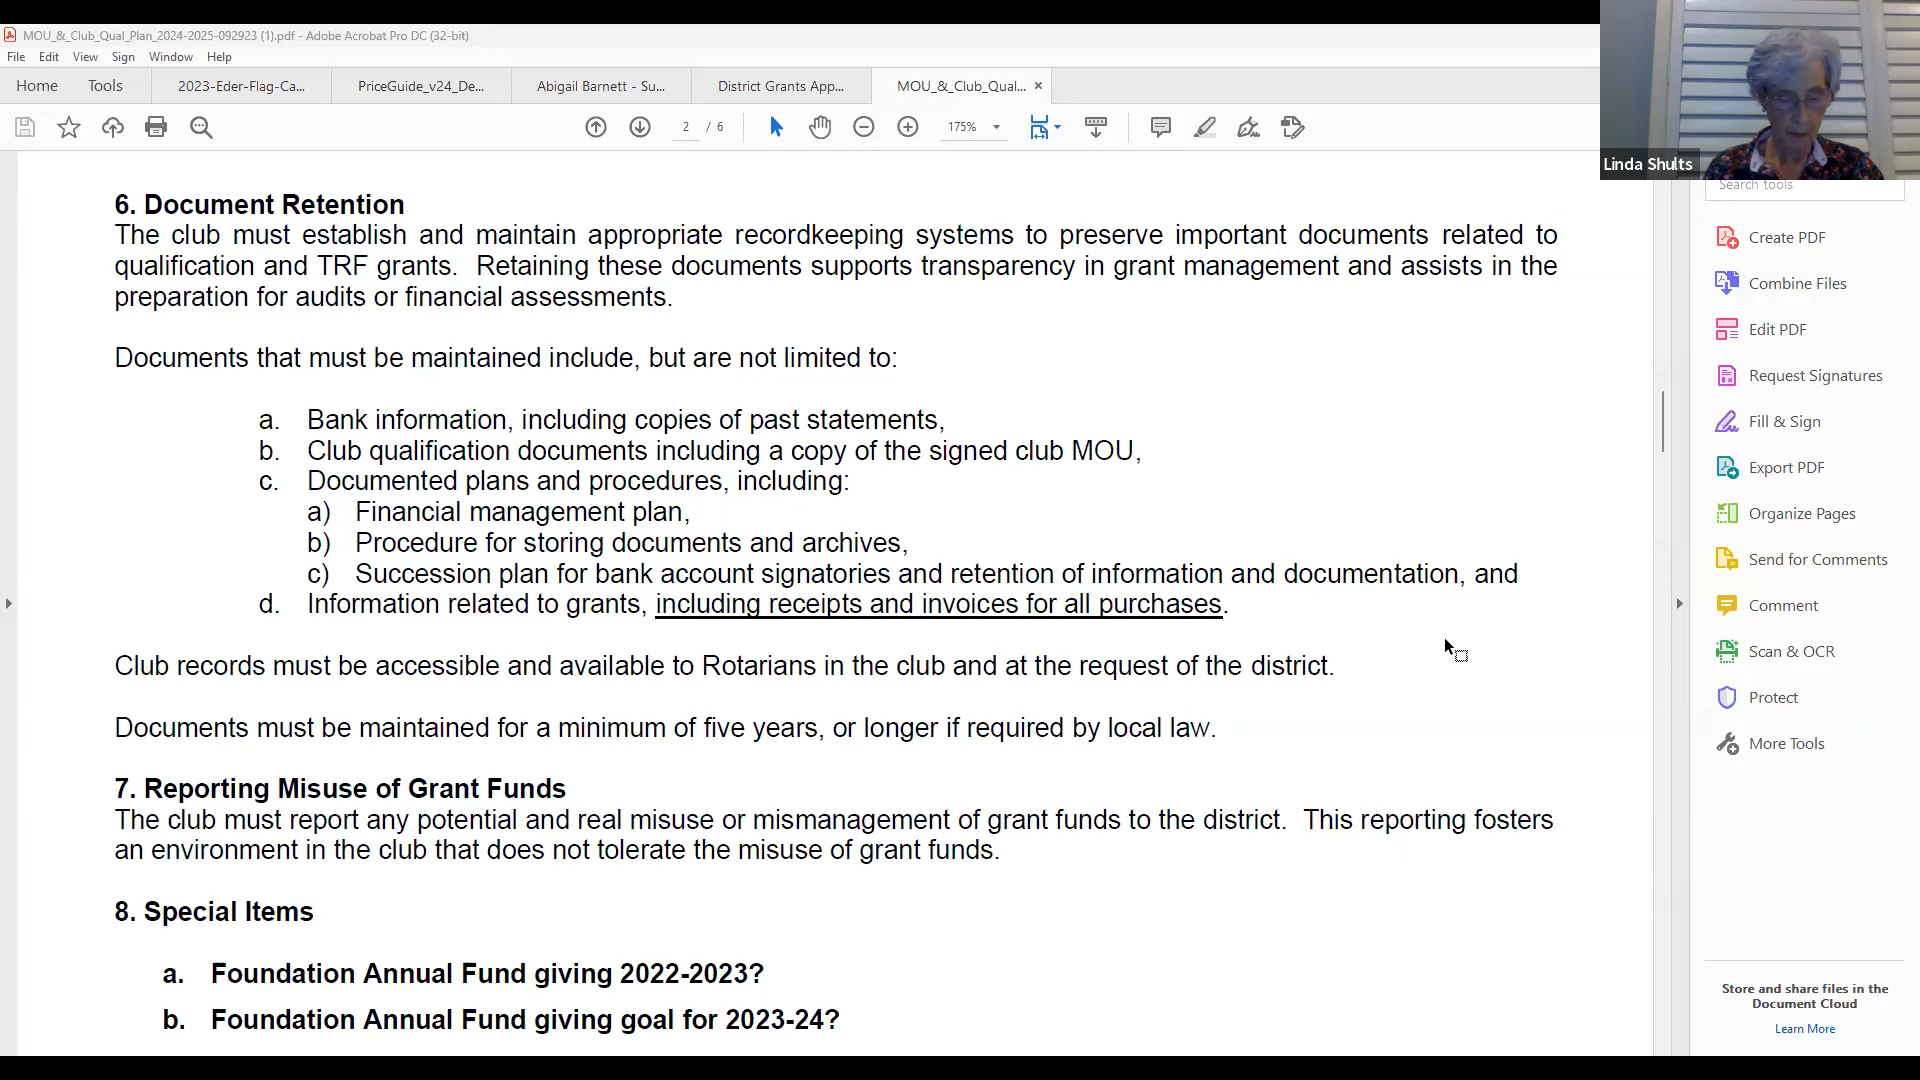 MOU_&_Club_Qual_Plan_2024-2025-092923 (1).pdf - Adobe Acrobat Pro DC (32-bit)
File Edit View Sign Window Help
Home Tools 2023-Eder-Flag-Ca... PriceGuide_v24_De... Abigail Barnett - Su... District Grants App... MOU_&_Club_Qual... ×
2 / 6 175%
Linda Shults
Search tools
6. Document Retention
The club must establish and maintain appropriate recordkeeping systems to preserve important documents related to
qualification and TRF grants. Retaining these documents supports transparency in grant management and assists in the
preparation for audits or financial assessments.
Documents that must be maintained include, but are not limited to:
a. Bank information, including copies of past statements,
b. Club qualification documents including a copy of the signed club MOU,
c. Documented plans and procedures, including:
a) Financial management plan,
b) Procedure for storing documents and archives,
c) Succession plan for bank account signatories and retention of information and documentation, and
d. Information related to grants, including receipts and invoices for all purchases.
Club records must be accessible and available to Rotarians in the club and at the request of the district.
Documents must be maintained for a minimum of five years, or longer if required by local law.
7. Reporting Misuse of Grant Funds
The club must report any potential and real misuse or mismanagement of grant funds to the district. This reporting fosters
an environment in the club that does not tolerate the misuse of grant funds.
8. Special Items
a. Foundation Annual Fund giving 2022-2023?
b. Foundation Annual Fund giving goal for 2023-24?
Create PDF
Combine Files
Edit PDF
Request Signatures
Fill & Sign
Export PDF
Organize Pages
Send for Comments
Comment
Scan & OCR
Protect
More Tools
Store and share files in the
Document Cloud
Learn More